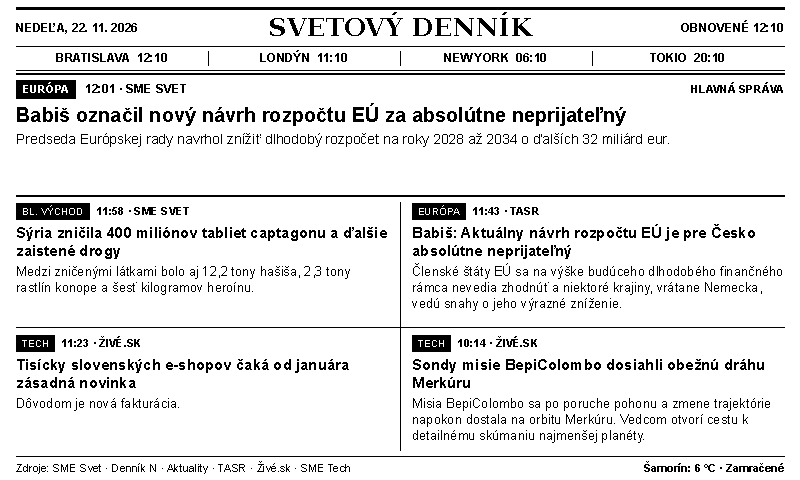 NEDEĽA, 22. 11. 2026
SVETOVÝ DENNÍK
OBNOVENÉ 12:10
BRATISLAVA 12:10
LONDÝN 11:10
NEW YORK 06:10
TOKIO 20:10
EURÓPA 12:01 · SME SVET
HLAVNÁ SPRÁVA
Babiš označil nový návrh rozpočtu EÚ za absolútne neprijateľný
Predseda Európskej rady navrhol znížiť dlhodobý rozpočet na roky 2028 až 2034 o ďalších 32 miliárd eur.
BL. VÝCHOD 11:58 · SME SVET
Sýria zničila 400 miliónov tabliet captagonu a ďalšie
zaistené drogy
Medzi zničenými látkami bolo aj 12,2 tony hašiša, 2,3 tony
rastlín konope a šesť kilogramov heroínu.
EURÓPA 11:43 · TASR
Babiš: Aktuálny návrh rozpočtu EÚ je pre Česko
absolútne neprijateľný
Členské štáty EÚ sa na výške budúceho dlhodobého finančného
rámca nevedia zhodnúť a niektoré krajiny, vrátane Nemecka,
vedú snahy o jeho výrazné zníženie.
TECH 11:23 · ŽIVÉ.SK
Tisícky slovenských e-shopov čaká od januára
zásadná novinka
Dôvodom je nová fakturácia.
TECH 10:14 · ŽIVÉ.SK
Sondy misie BepiColombo dosiahli obežnú dráhu
Merkúru
Misia BepiColombo sa po poruche pohonu a zmene trajektórie
napokon dostala na orbitu Merkúru. Vedcom otvorí cestu k
detailnému skúmaniu najmenšej planéty.
Zdroje: SME Svet · Denník N · Aktuality · TASR · Živé.sk · SME Tech
Šamorín: 6 °C · Zamračené